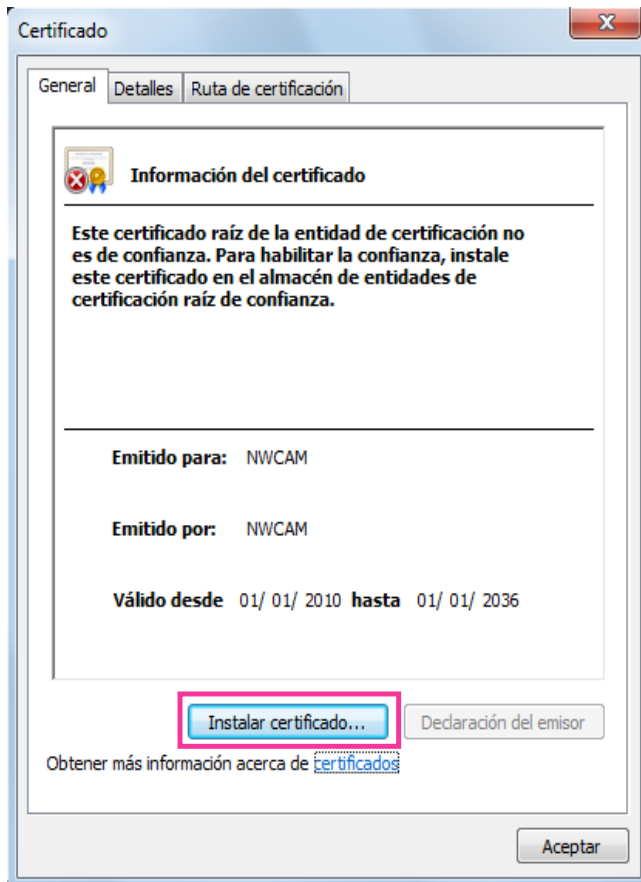 Certificado
General Detalles Ruta de certificación
Información del certificado
Este certificado raíz de la entidad de certificación no
es de confianza. Para habilitar la confianza, instale
este certificado en el almacén de entidades de
certificación raíz de confianza.
Emitido para: NWCAM
Emitido por: NWCAM
Válido desde 01/ 01/ 2010 hasta 01/ 01/ 2036
Instalar certificado... Declaración del emisor
Obtener más información acerca de certificados
Aceptar